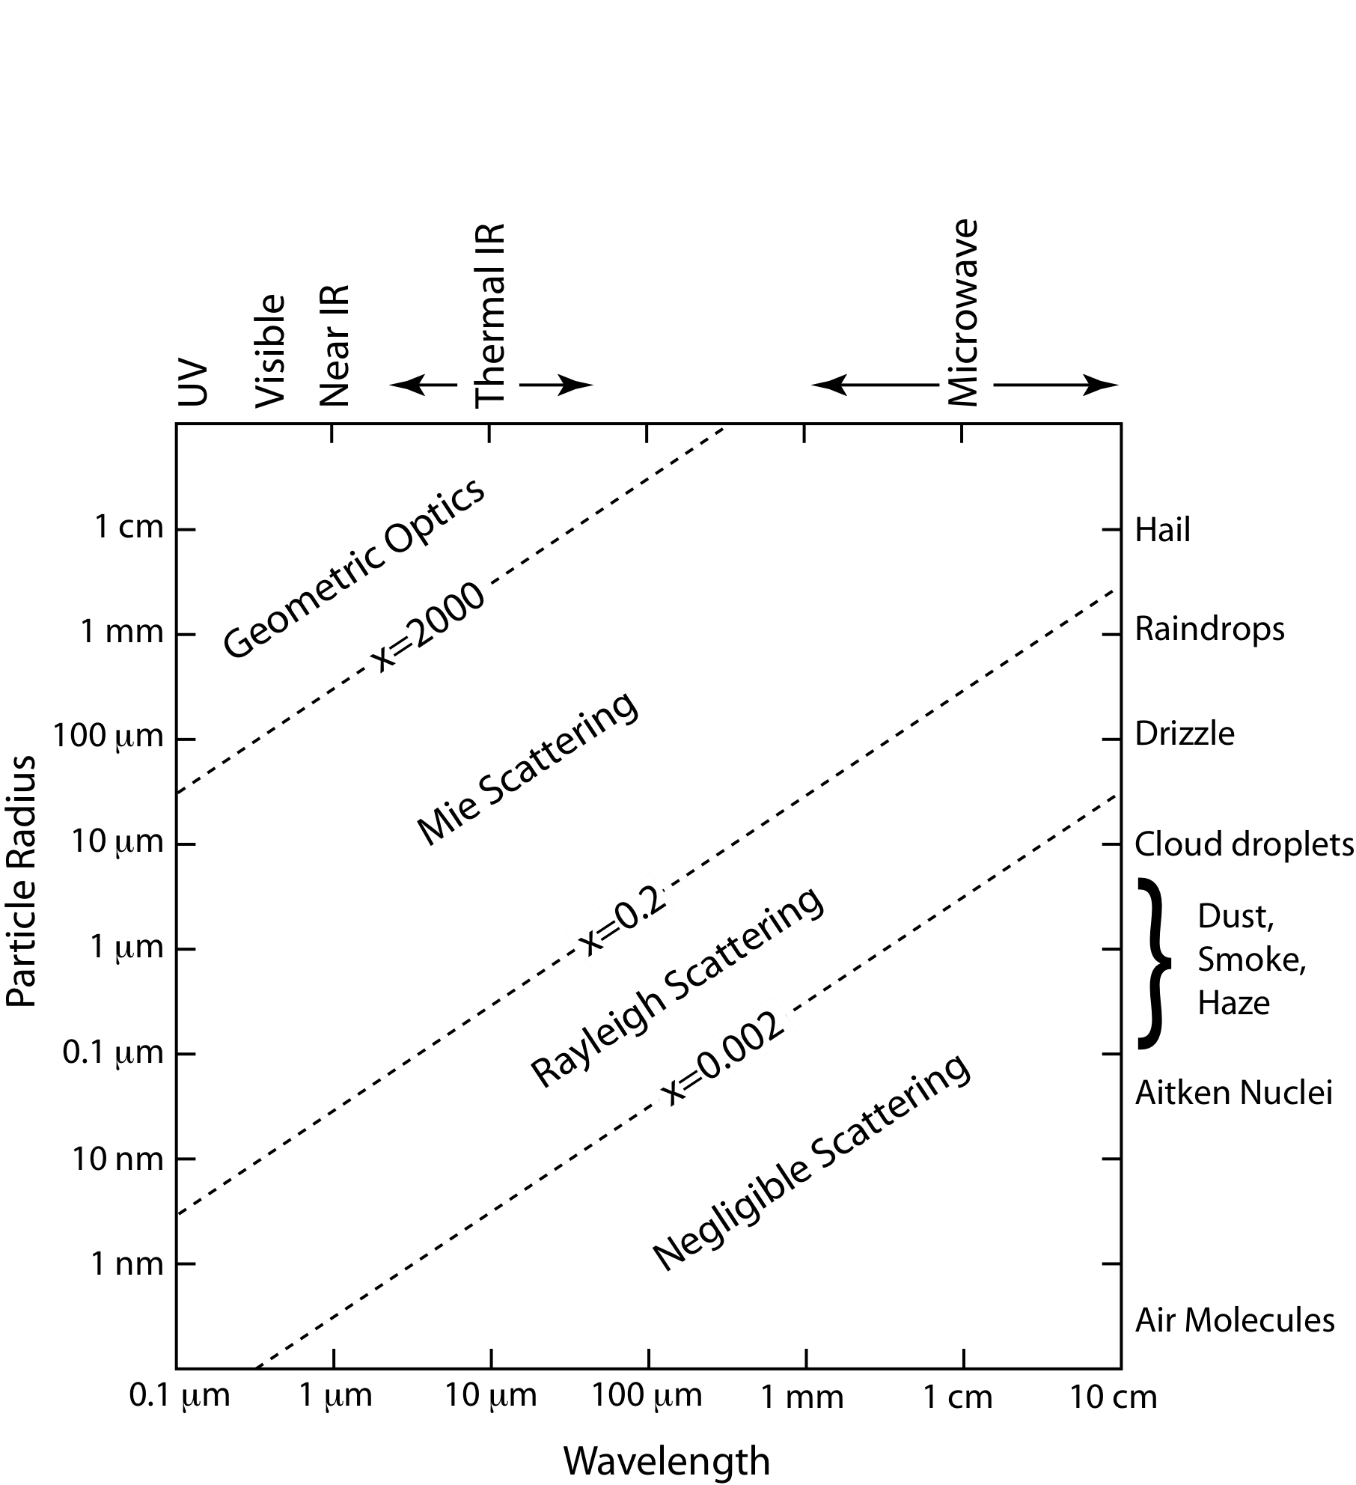 UV
Visible
Near IR
Thermal IR
Microwave
Geometric Optics
x=2000
Mie Scattering
x=0.2
Rayleigh Scattering
x=0.002
Negligible Scattering
Particle Radius
1 cm
1 mm
100 µm
10 µm
1 µm
0.1 µm
10 nm
1 nm
Hail
Raindrops
Drizzle
Cloud droplets
Dust,
Smoke,
Haze
Aitken Nuclei
Air Molecules
0.1 µm
1 µm
10 µm
100 µm
1 mm
1 cm
10 cm
Wavelength